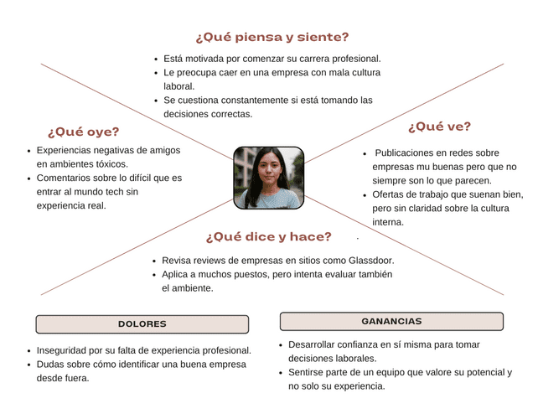 ¿Qué piensa y siente?
• Está motivada por comenzar su carrera profesional.
• Le preocupa caer en una empresa con mala cultura
laboral.
• Se cuestiona constantemente si está tomando las
decisiones correctas.
¿Qué oye?
• Experiencias negativas de amigos
en ambientes tóxicos.
• Comentarios sobre lo difícil que es
entrar al mundo tech sin
experiencia real.
¿Qué ve?
• Publicaciones en redes sobre
empresas mu buenas pero que no
siempre son lo que parecen.
• Ofertas de trabajo que suenan bien,
pero sin claridad sobre la cultura
interna.
¿Qué dice y hace?
• Revisa reviews de empresas en sitios como Glassdoor.
• Aplica a muchos puestos, pero intenta evaluar también
el ambiente.
DOLORES
• Inseguridad por su falta de experiencia profesional.
• Dudas sobre cómo identificar una buena empresa
desde fuera.
GANANCIAS
• Desarrollar confianza en sí misma para tomar
decisiones laborales.
• Sentirse parte de un equipo que valore su potencial y
no solo su experiencia.